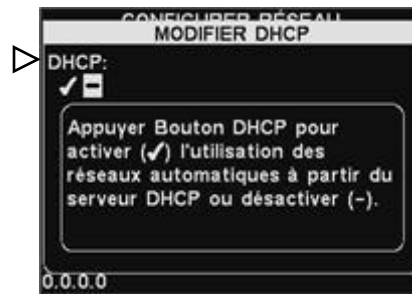 CONFIGURER RÉSEAU
MODIFIER DHCP
DHCP:
✓ −
Appuyer Bouton DHCP pour
activer (✓) l'utilisation des
réseaux automatiques à partir du
serveur DHCP ou désactiver (−).
0.0.0.0